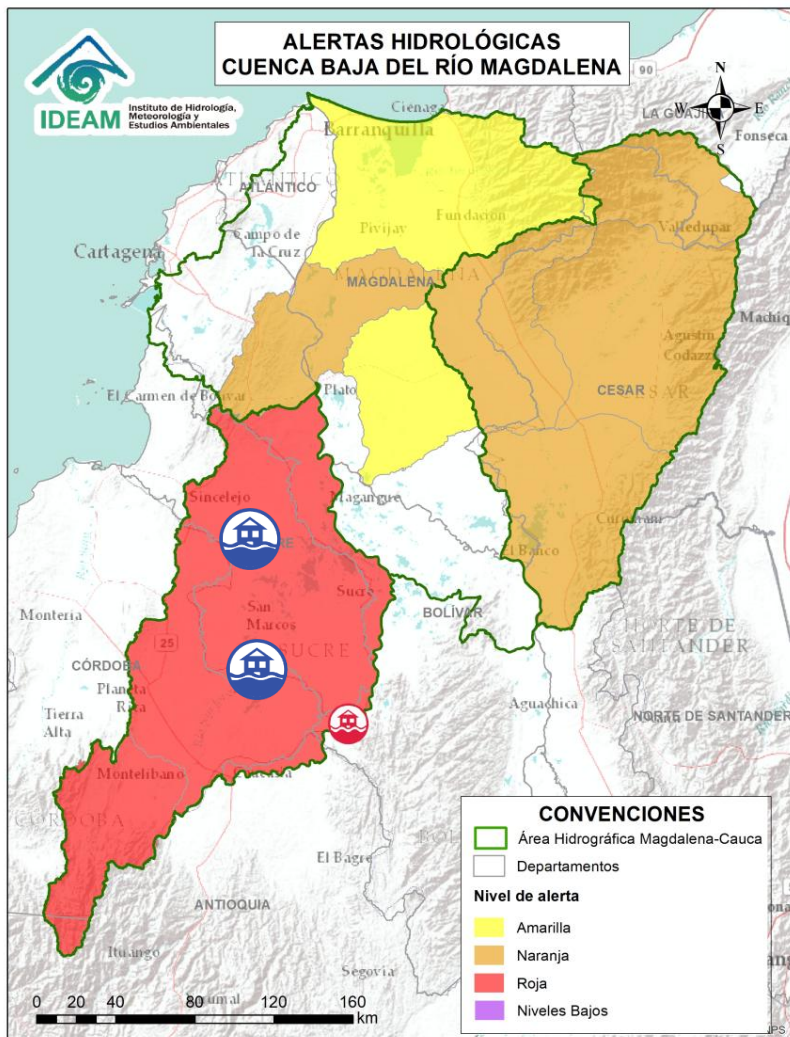 ALERTAS HIDROLÓGICAS
CUENCA BAJA DEL RÍO MAGDALENA
IDEAM
Instituto de Hidrología,
Meteorología y
Estudios Ambientales
N
W
E
S
90
Ciénaga
LA GUAJIRA
Barranquilla
Fonseca
ATLÁNTICO
Fundación
Pivijay
Valledupar
Cartagena
Campo de
la Cruz
MAGDALENA
MAGDALENA
Agustín
Codazzi
El Carmen de Bolívar
Plato
CESAR
CESAR
Sincelejo
Magangué
El Banco
Sucre
San
Marcos
BOLÍVAR
Montería
25
SUCRE
NORTE DE
SANTANDER
CÓRDOBA
Planeta
Rica
Tierra
Alta
Aguachica
NORTE DE SANTANDER
Montelíbano
CÓRDOBA
El Bagre
ANTIOQUIA
Ituango
Segovia
CONVENCIONES
Área Hidrográfica Magdalena-Cauca
Departamentos
Nivel de alerta
Amarilla
Naranja
Roja
Niveles Bajos
0 20 40 80 120 160
km